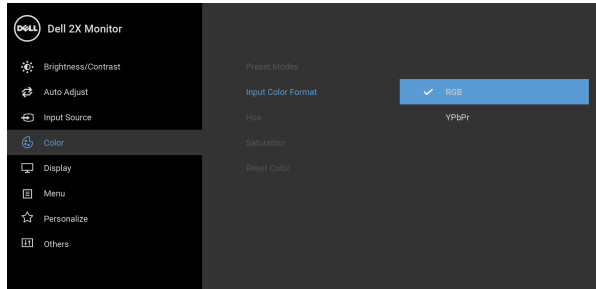 DELL
Dell 2X Monitor
Brightness/Contrast
Auto Adjust
Input Source
Color
Display
Menu
Personalize
Others
Preset Modes
Input Color Format
Hue
Saturation
Reset Color
RGB
YPbPr